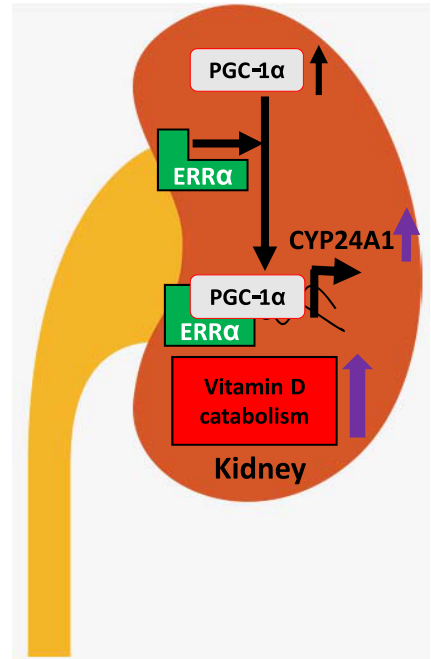 PGC-1α
ERRα
CYP24A1
PGC-1α
ERRα
Vitamin D
catabolism
Kidney